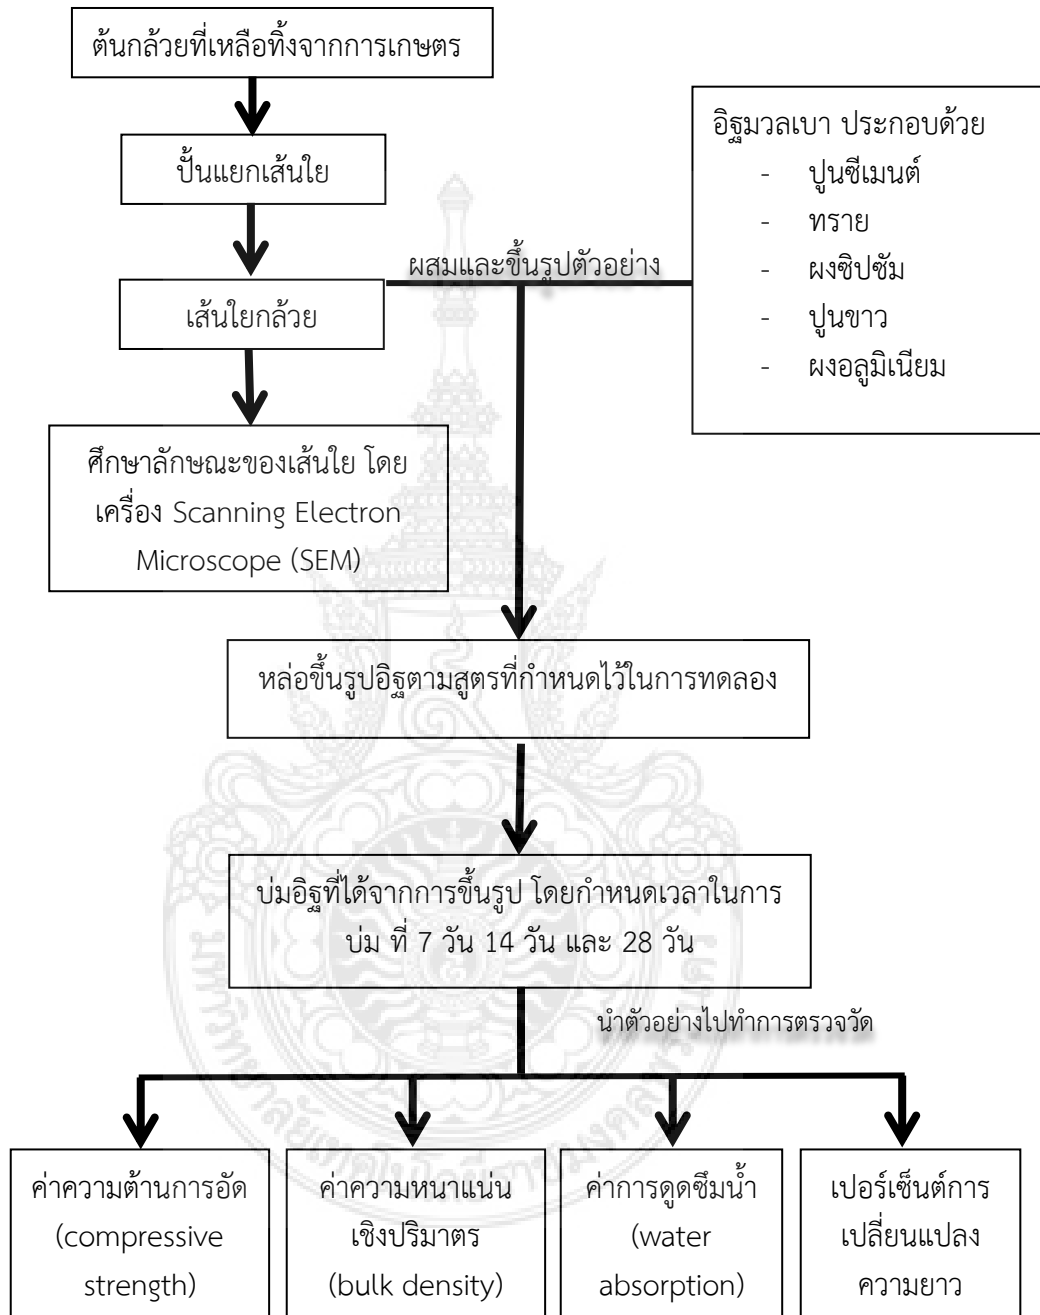 ต้นกล้วยที่เหลือทิ้งจากการเกษตร
ปั่นแยกเส้นใย
อิฐมวลเบา ประกอบด้วย
- ปูนซีเมนต์
- ทราย
- ผงซิปซัม
- ปูนขาว
- ผงอลูมิเนียม
ผสมและขึ้นรูปตัวอย่าง
เส้นใยกล้วย
ศึกษาลักษณะของเส้นใย โดย
เครื่อง Scanning Electron
Microscope (SEM)
หล่อขึ้นรูปอิฐตามสูตรที่กำหนดไว้ในการทดลอง
บ่มอิฐที่ได้จากการขึ้นรูป โดยกำหนดเวลาในการ
บ่ม ที่ 7 วัน 14 วัน และ 28 วัน
นำตัวอย่างไปทำการตรวจวัด
ค่าความต้านการอัด
(compressive
strength)
ค่าความหนาแน่น
เชิงปริมาตร
(bulk density)
ค่าการดูดซึมน้ำ
(water
absorption)
เปอร์เซ็นต์การ
เปลี่ยนแปลง
ความยาว